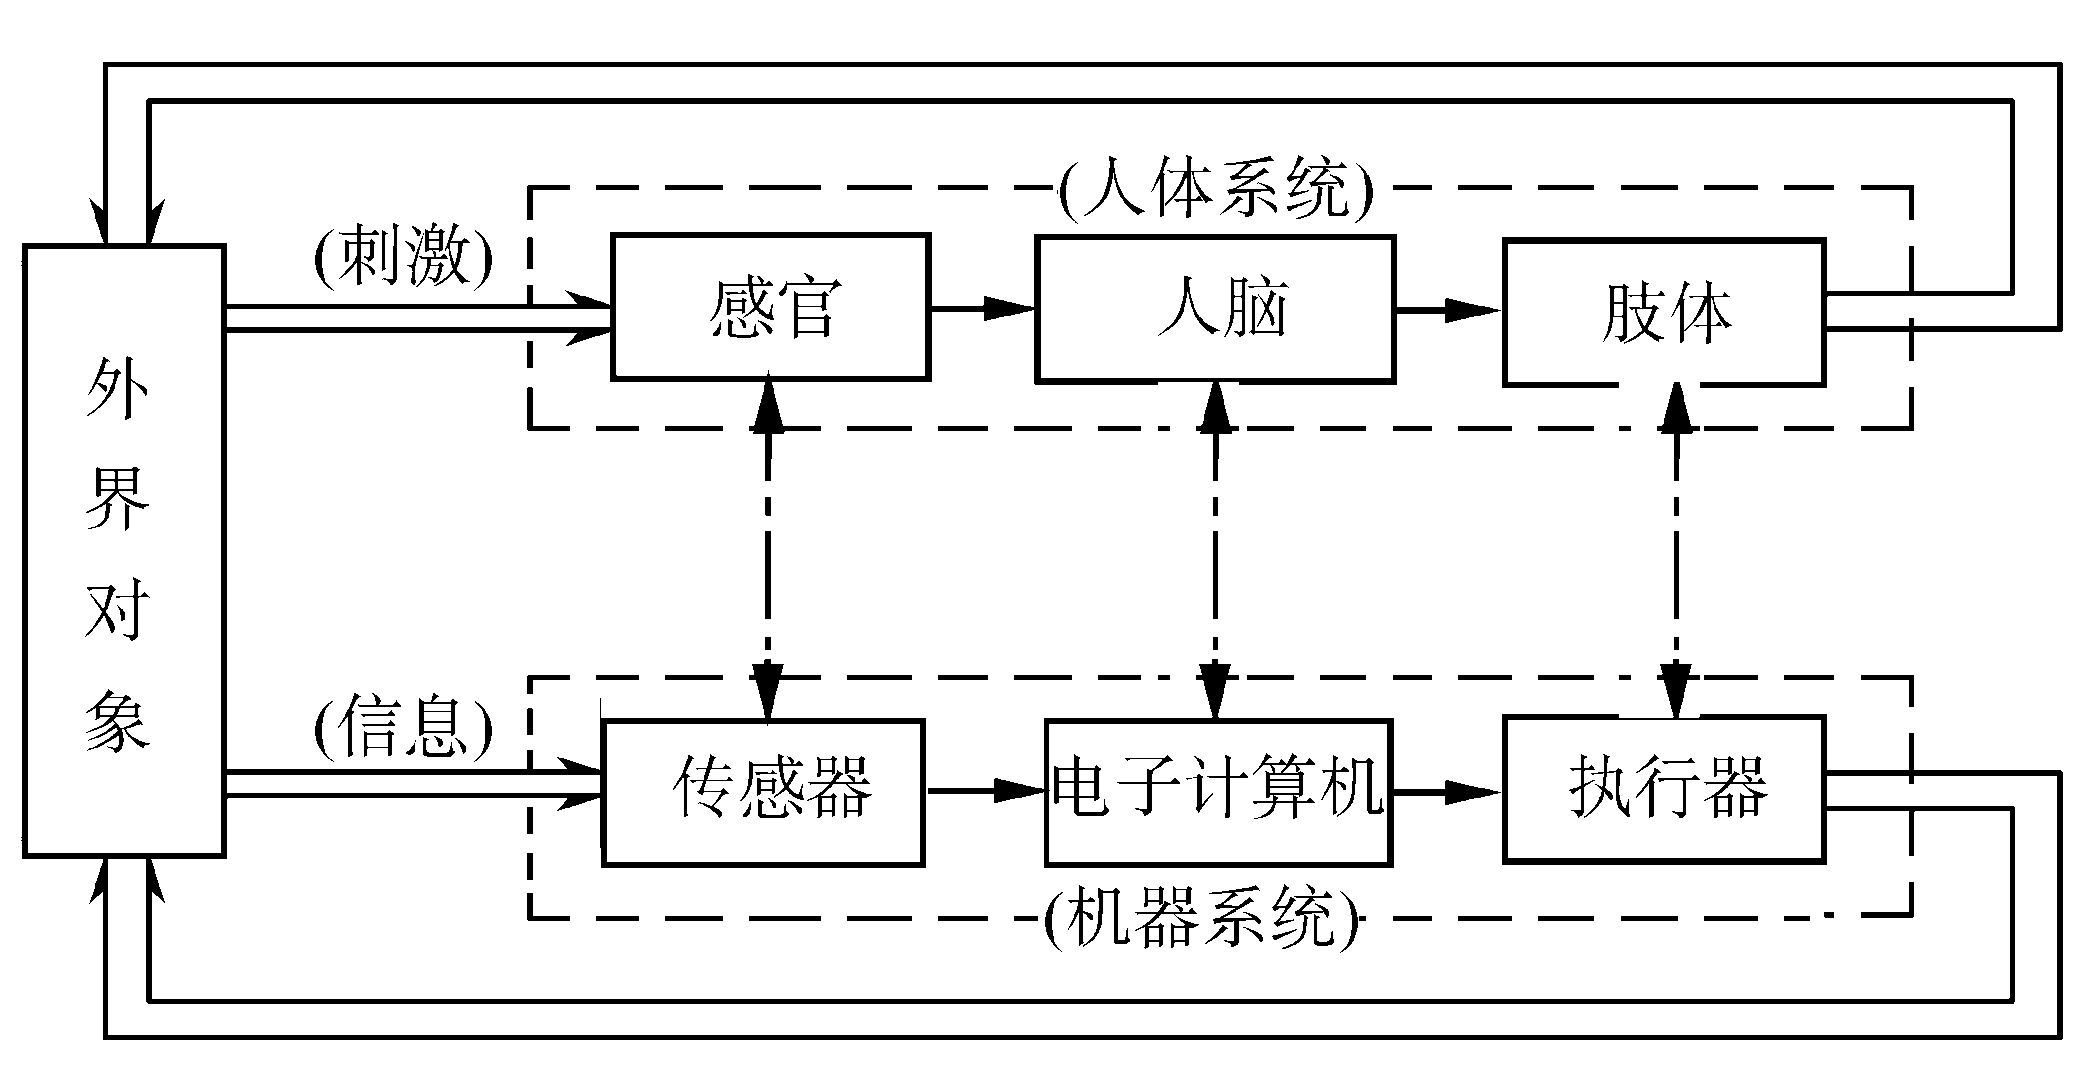 (人体系统)
(刺激)
感官
人脑
肢体
外界对象
(信息)
传感器
电子计算机
执行器
(机器系统)